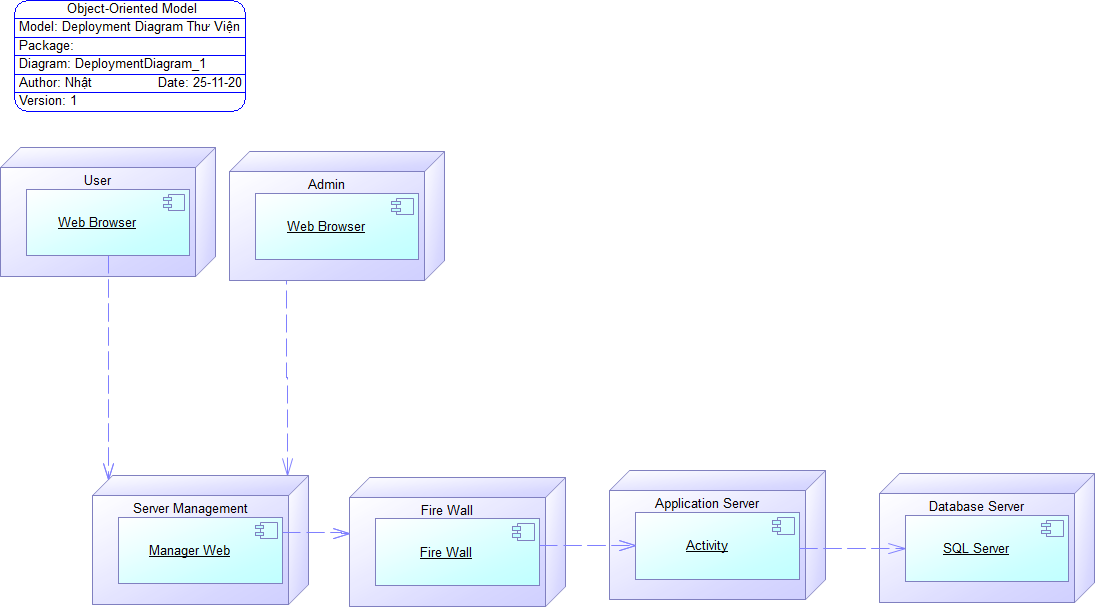 Object-Oriented Model
Model: Deployment Diagram Thư Viện
Package:
Diagram: DeploymentDiagram_1
Author: Nhật Date: 25-11-20
Version: 1
User
Web Browser
Admin
Web Browser
Server Management
Manager Web
Fire Wall
Fire Wall
Application Server
Activity
Database Server
SQL Server